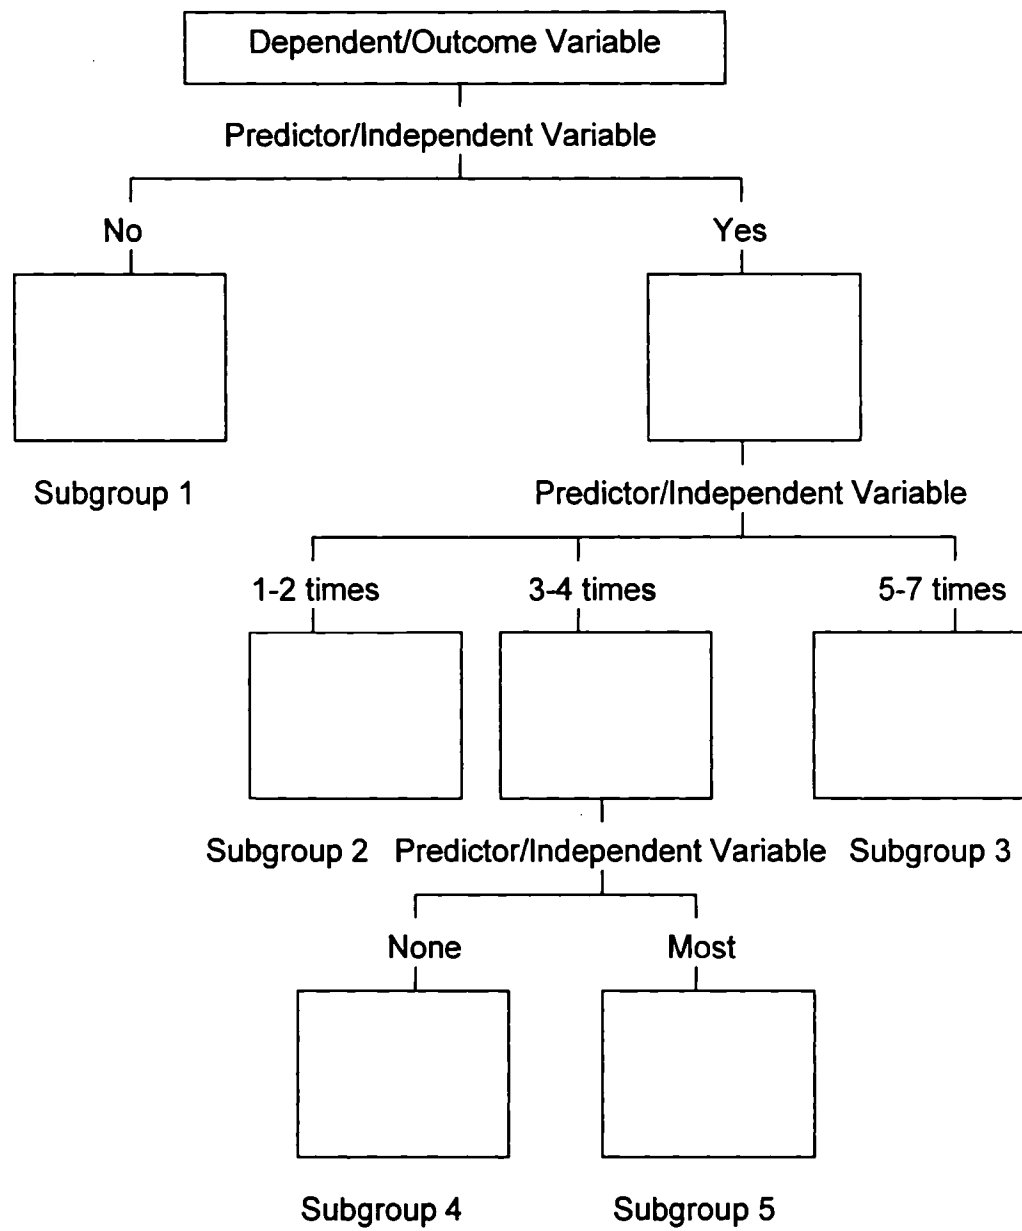 Dependent/Outcome Variable
Predictor/Independent Variable
No
Yes
Subgroup 1
Predictor/Independent Variable
1-2 times
3-4 times
5-7 times
Subgroup 2
Predictor/Independent Variable
Subgroup 3
None
Most
Subgroup 4
Subgroup 5